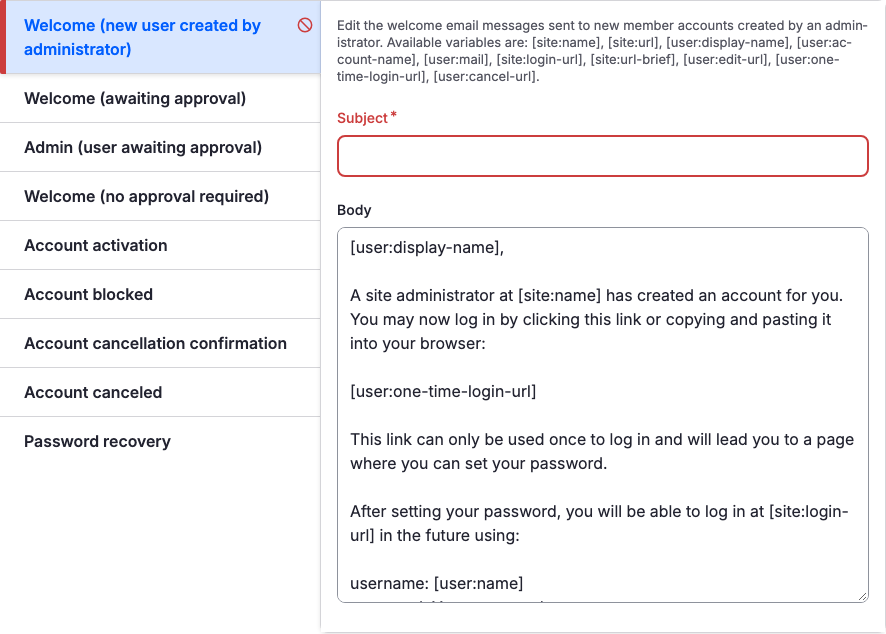 Welcome (new user created by
administrator)
Welcome (awaiting approval)
Admin (user awaiting approval)
Welcome (no approval required)
Account activation
Account blocked
Account cancellation confirmation
Account canceled
Password recovery
Edit the welcome email messages sent to new member accounts created by an admin-
istrator. Available variables are: [site:name], [site:url], [user:display-name], [user:ac-
count-name], [user:mail], [site:login-url], [site:url-brief], [user:edit-url], [user:one-
time-login-url], [user:cancel-url].
Subject *
Body
[user:display-name],
A site administrator at [site:name] has created an account for you.
You may now log in by clicking this link or copying and pasting it
into your browser:
[user:one-time-login-url]
This link can only be used once to log in and will lead you to a page
where you can set your password.
After setting your password, you will be able to log in at [site:login-
url] in the future using:
username: [user:name]